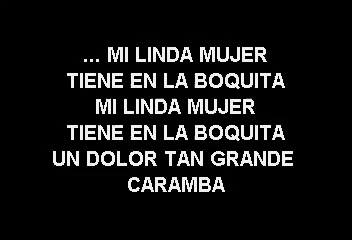 ... MI LINDA MUJER
TIENE EN LA BOQUITA
MI LINDA MUJER
TIENE EN LA BOQUITA
UN DOLOR TAN GRANDE
CARAMBA